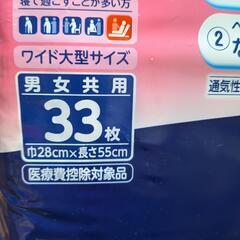 寝て過ごすことが多い方
ワイド大型サイズ
男女共用
33枚
巾28cm×長さ55cm
医療費控除対象品
②
な
通気性